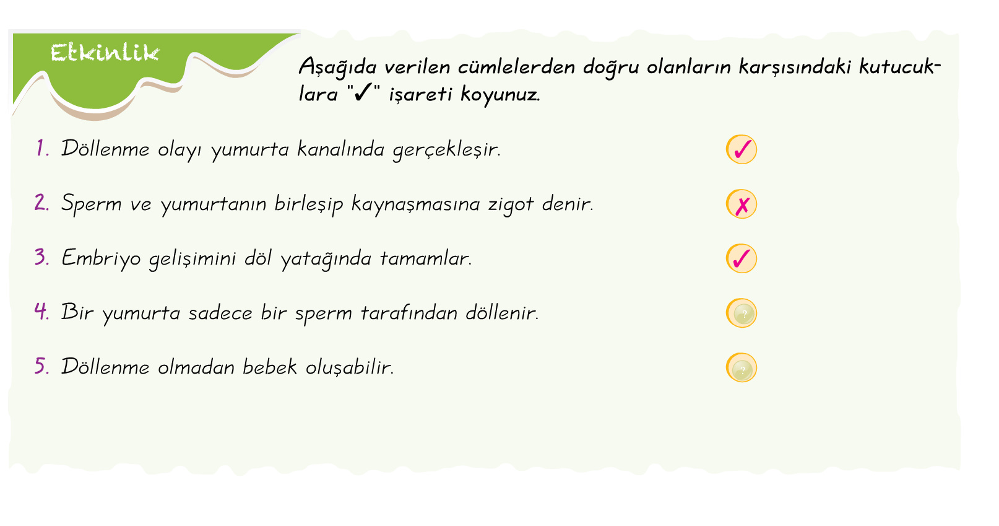 Etkinlik
Aşağıda verilen cümlelerden doğru olanların karşısındaki kutucuk-
lara "✓" işareti koyunuz.
1. Döllenme olayı yumurta kanalında gerçekleşir. ✓
2. Sperm ve yumurtanın birleşip kaynaşmasına zigot denir. ✗
3. Embriyo gelişimini döl yatağında tamamlar. ✓
4. Bir yumurta sadece bir sperm tarafından döllenir. ?
5. Döllenme olmadan bebek oluşabilir. ?